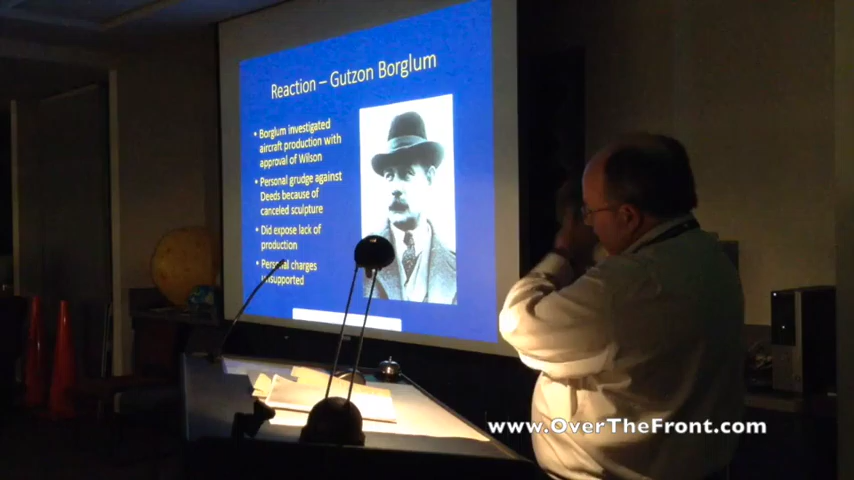 Reaction – Gutzon Borglum
• Borglum investigated
aircraft production with
approval of Wilson
• Personal grudge against
Deeds because of
canceled sculpture
• Did expose lack of
production
• Personal charges
unsupported
www.OverTheFront.com